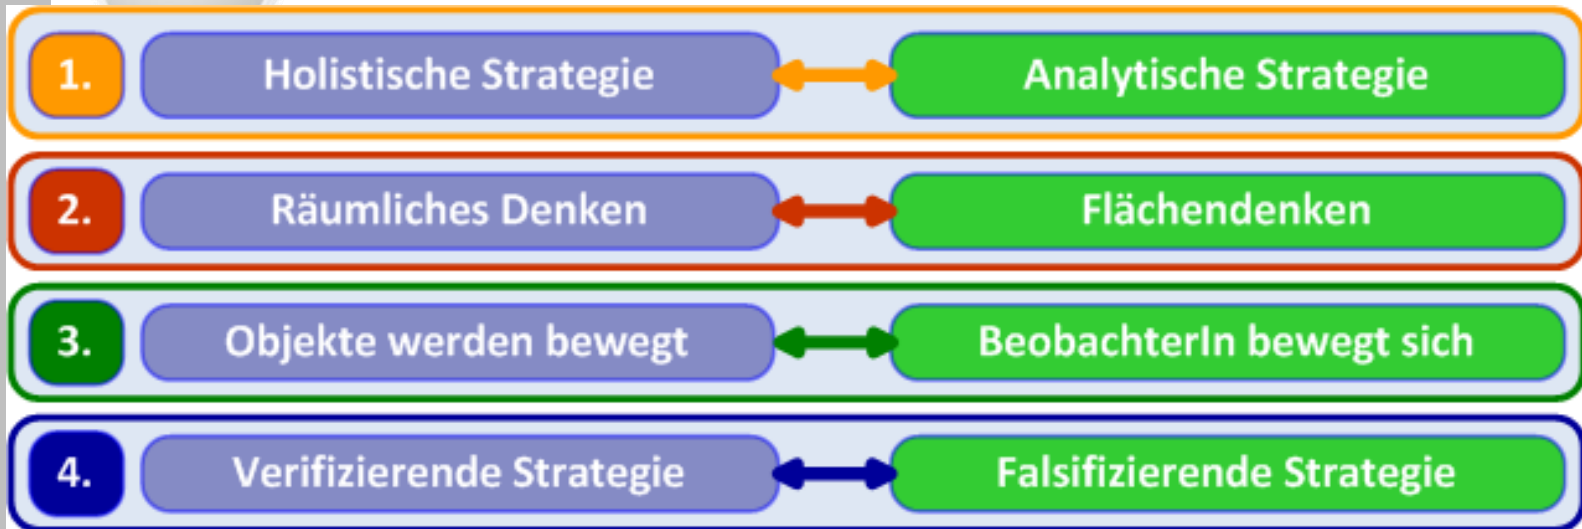 1. Holistische Strategie Analytische Strategie
2. Räumliches Denken Flächendenken
3. Objekte werden bewegt BeobachterIn bewegt sich
4. Verifizierende Strategie Falsifizierende Strategie